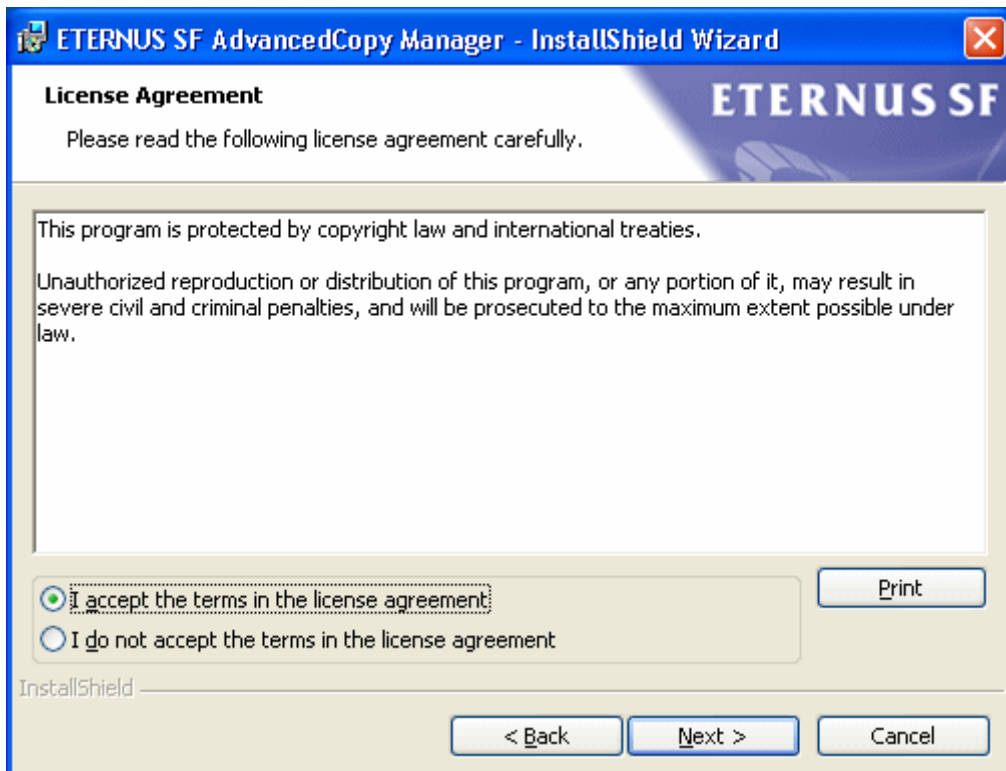 ETERNUS SF AdvancedCopy Manager - InstallShield Wizard
License Agreement
ETERNUS SF
Please read the following license agreement carefully.
This program is protected by copyright law and international treaties.
Unauthorized reproduction or distribution of this program, or any portion of it, may result in
severe civil and criminal penalties, and will be prosecuted to the maximum extent possible under
law.
I accept the terms in the license agreement
Print
I do not accept the terms in the license agreement
InstallShield
< Back
Next >
Cancel